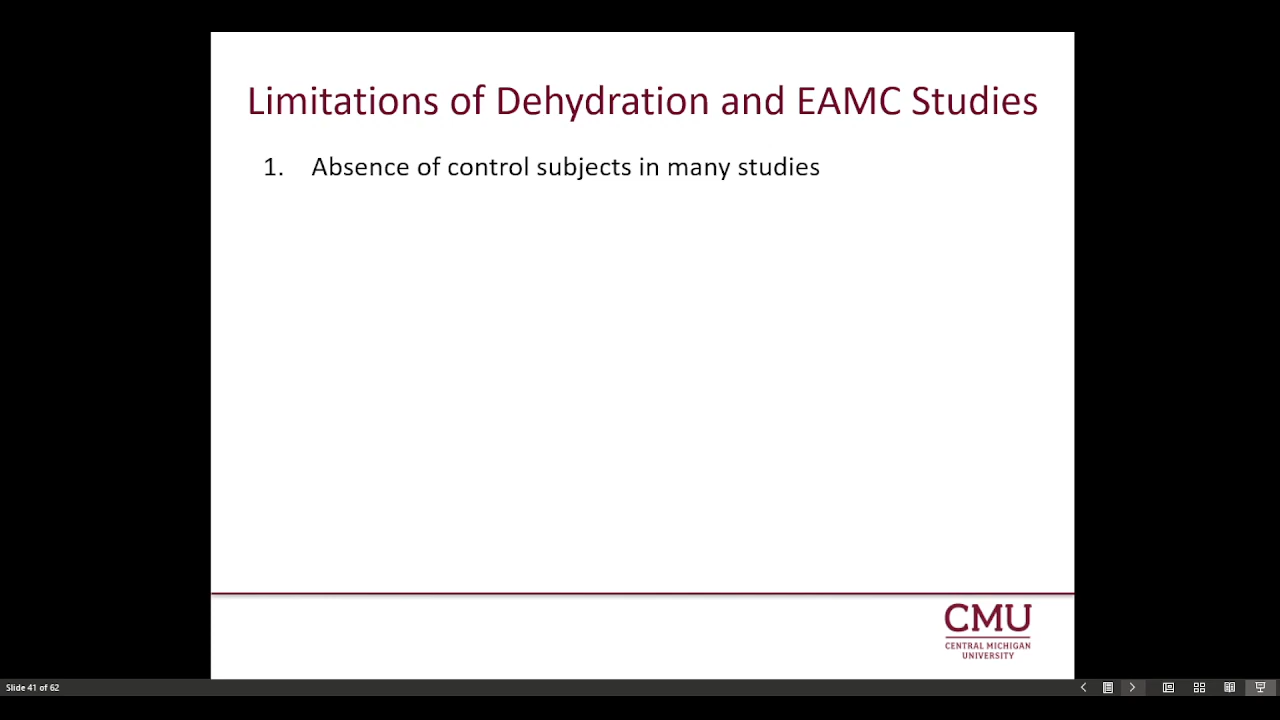 Limitations of Dehydration and EAMC Studies
1. Absence of control subjects in many studies
CMU
CENTRAL MICHIGAN
UNIVERSITY
Slide 41 of 62